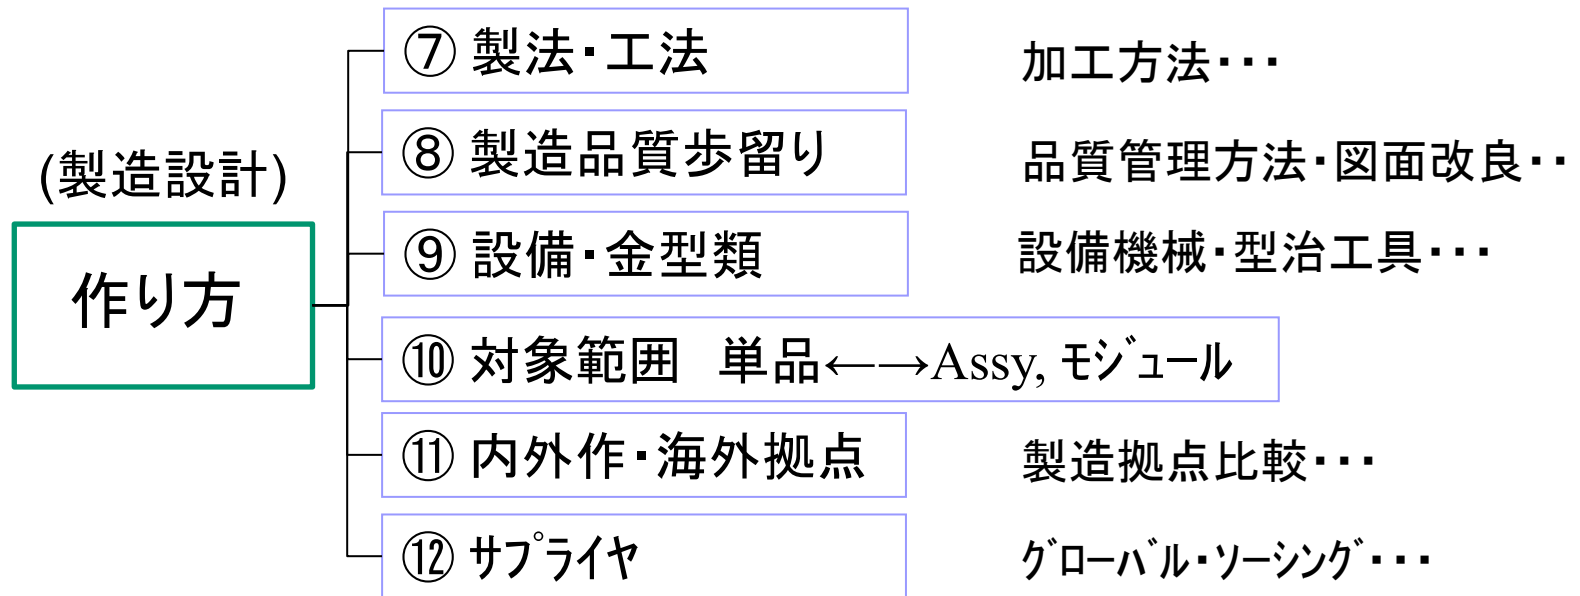 (製造設計)
作り方
⑦ 製法・工法 加工方法・・・
⑧ 製造品質歩留り 品質管理方法・図面改良・・
⑨ 設備・金型類 設備機械・型治工具・・・
⑩ 対象範囲　単品←→Assy, ﾓｼﾞｭｰﾙ
⑪ 内外作・海外拠点 製造拠点比較・・・
⑫ ｻﾌﾟﾗｲﾔ ｸﾞﾛｰﾊﾞﾙ・ｿｰｼﾝｸﾞ・・・